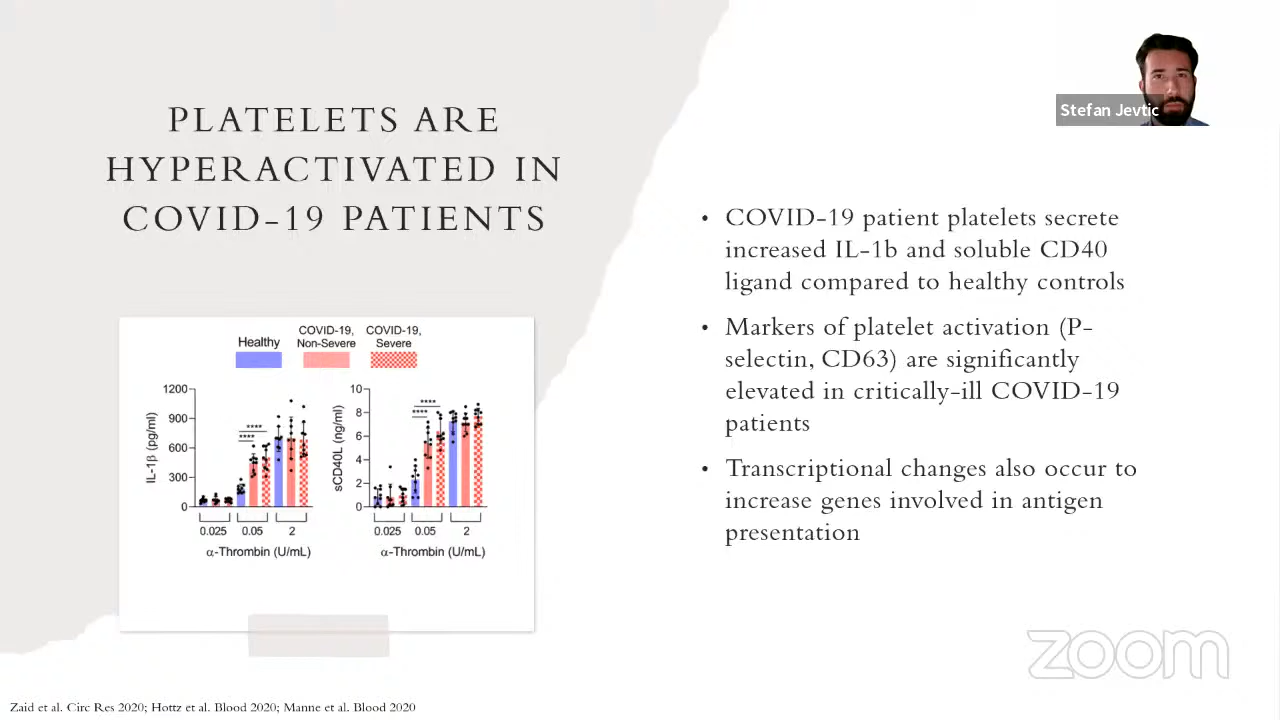 PLATELETS ARE
HYPERACTIVATED IN
COVID-19 PATIENTS
Stefan Jevtic
• COVID-19 patient platelets secrete
increased IL-1b and soluble CD40
ligand compared to healthy controls
• Markers of platelet activation (P-
selectin, CD63) are significantly
elevated in critically-ill COVID-19
patients
• Transcriptional changes also occur to
increase genes involved in antigen
presentation
Healthy
COVID-19,
Non-Severe
COVID-19,
Severe
IL-1β (pg/ml)
1200
900
600
300
0
****
****
0.025 0.05 2
α-Thrombin (U/mL)
sCD40L (ng/ml)
10
8
6
4
2
0
****
****
0.025 0.05 2
α-Thrombin (U/mL)
zoom
Zaid et al. Circ Res 2020; Hottz et al. Blood 2020; Manne et al. Blood 2020